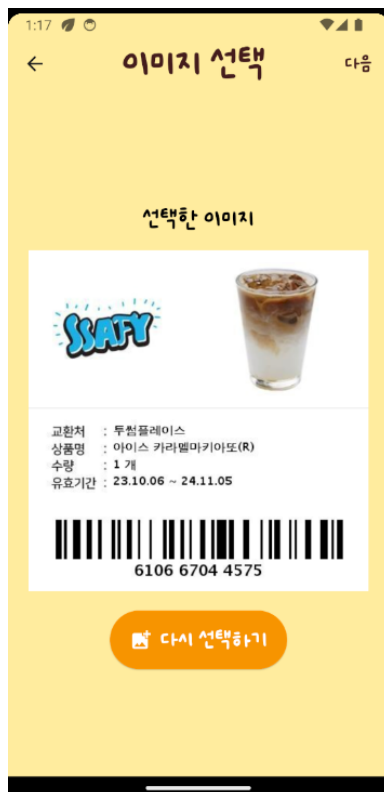 1:17
이미지 선택
다음
선택한 이미지
SSAFY
교환처 : 투썸플레이스
상품명 : 아이스 카라멜마키아또(R)
수량 : 1 개
유효기간 : 23.10.06 ~ 24.11.05
6106 6704 4575
다시 선택하기